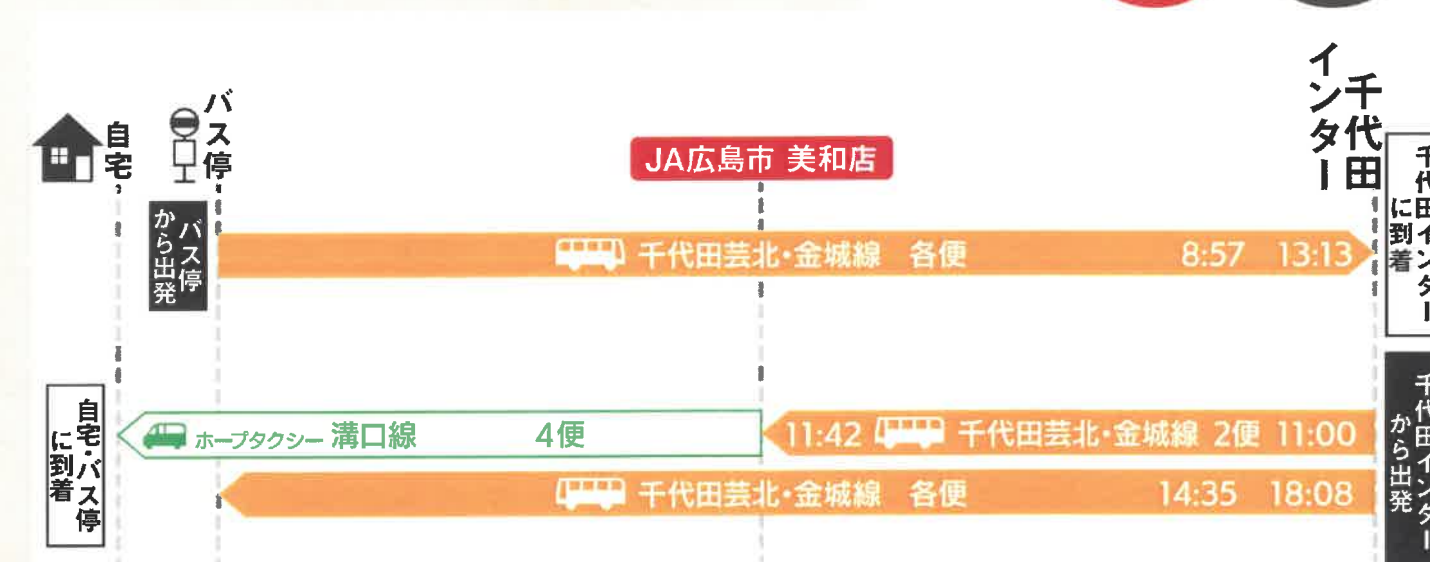 自宅
バス停
JA広島市 美和店
千代田
インター
バス停
から出発
千代田芸北・金城線 各便 8:57 13:13
千代田インター
に到着
自宅・バス停
に到着
ホープタクシー 溝口線 4便
11:42 千代田芸北・金城線 2便 11:00
千代田芸北・金城線 各便 14:35 18:08
千代田インター
から出発